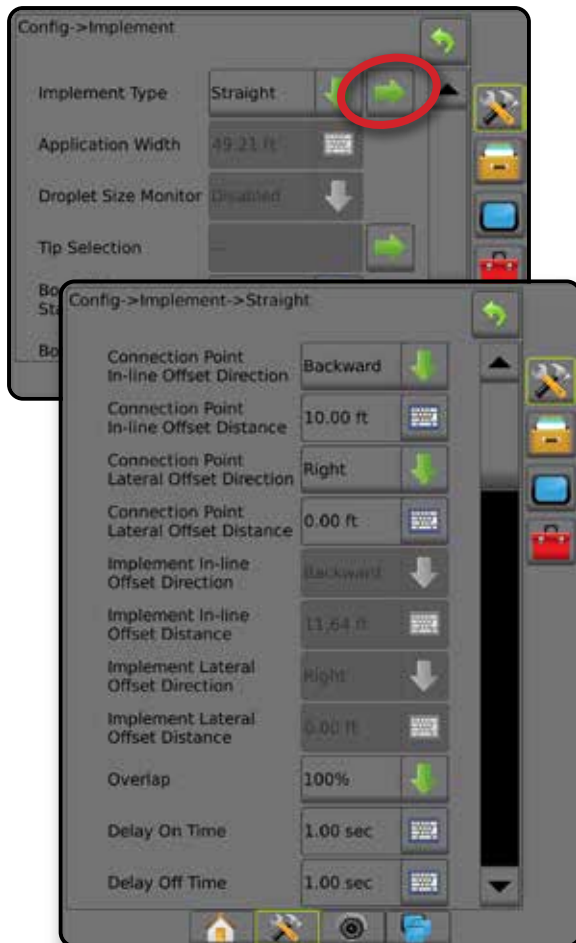 Config->Implement
Implement Type Straight
Application Width 49.21 ft
Droplet Size Monitor Disabled
Tip Selection ---
Bo
Sta
Bo
Config->Implement->Straight
Connection Point
In-line Offset Direction Backward
Connection Point
In-line Offset Distance 10.00 ft
Connection Point
Lateral Offset Direction Right
Connection Point
Lateral Offset Distance 0.00 ft
Implement In-line
Offset Direction Backward
Implement In-line
Offset Distance 11.64 ft
Implement Lateral
Offset Direction Right
Implement Lateral
Offset Distance 0.00 ft
Overlap 100%
Delay On Time 1.00 sec
Delay Off Time 1.00 sec